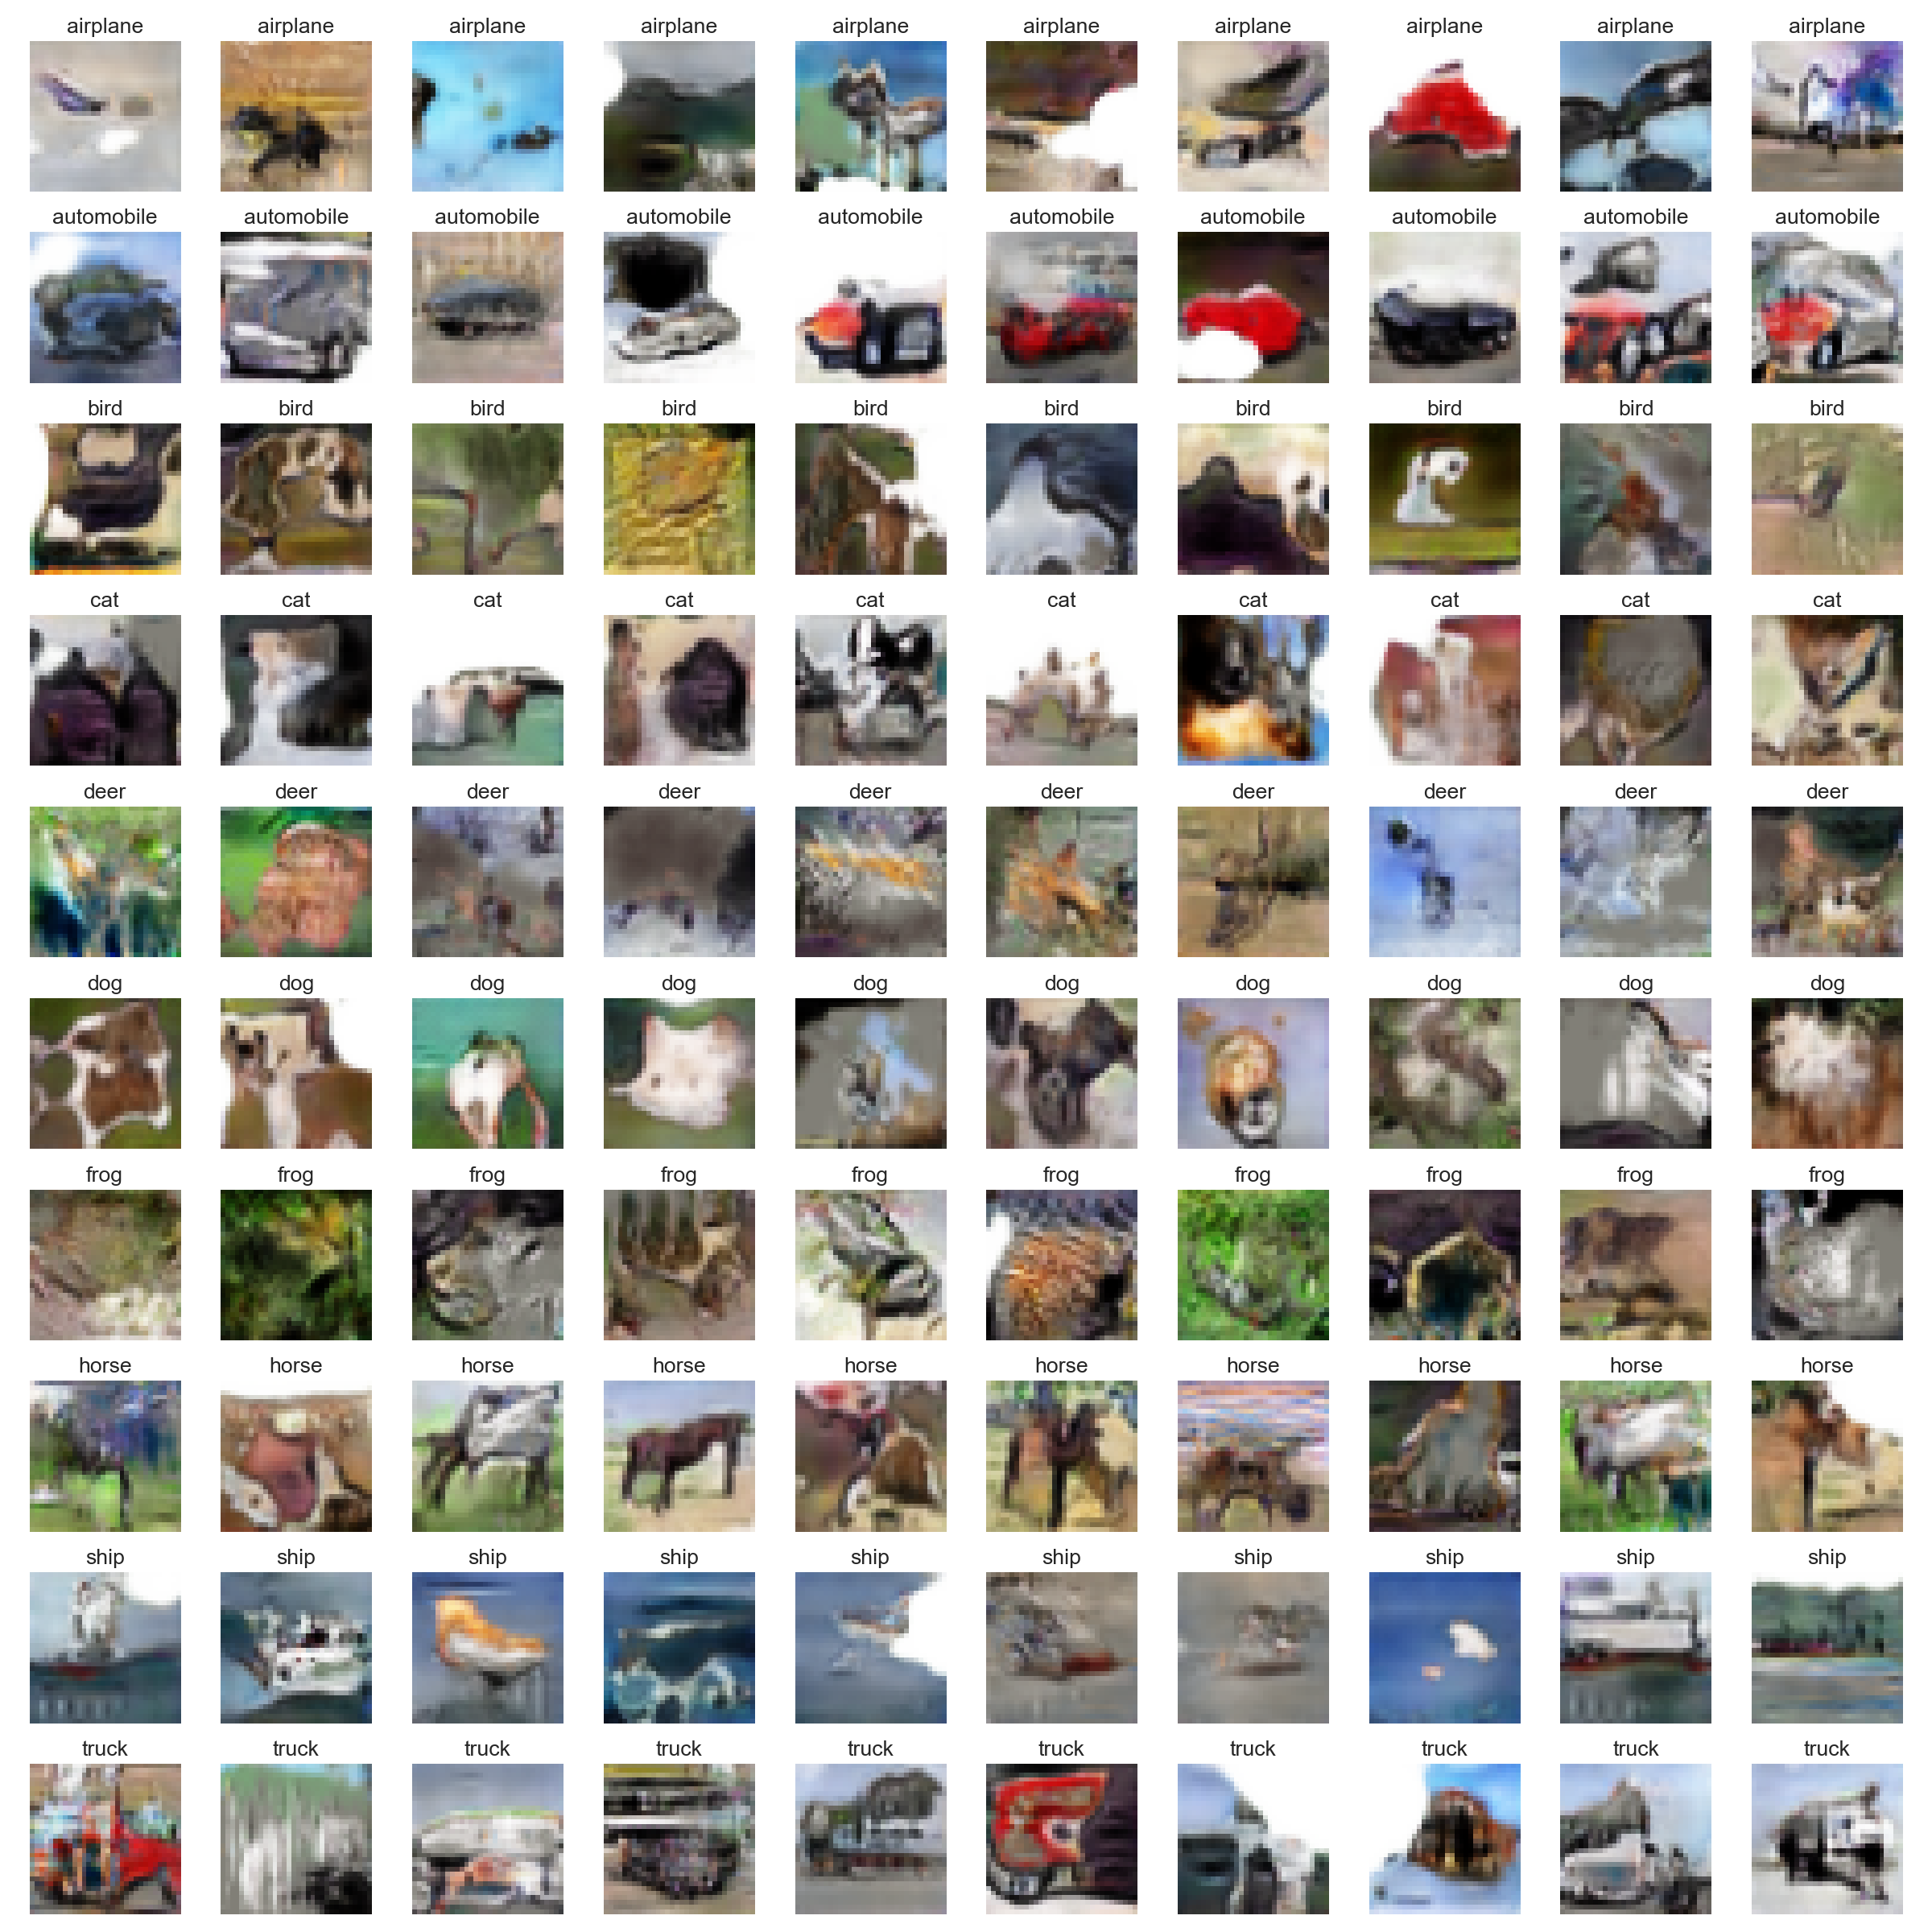 airplane airplane airplane airplane airplane airplane airplane airplane airplane airplane
automobile automobile automobile automobile automobile automobile automobile automobile automobile automobile
bird bird bird bird bird bird bird bird bird bird
cat cat cat cat cat cat cat cat cat cat
deer deer deer deer deer deer deer deer deer deer
dog dog dog dog dog dog dog dog dog dog
frog frog frog frog frog frog frog frog frog frog
horse horse horse horse horse horse horse horse horse horse
ship ship ship ship ship ship ship ship ship ship
truck truck truck truck truck truck truck truck truck truck